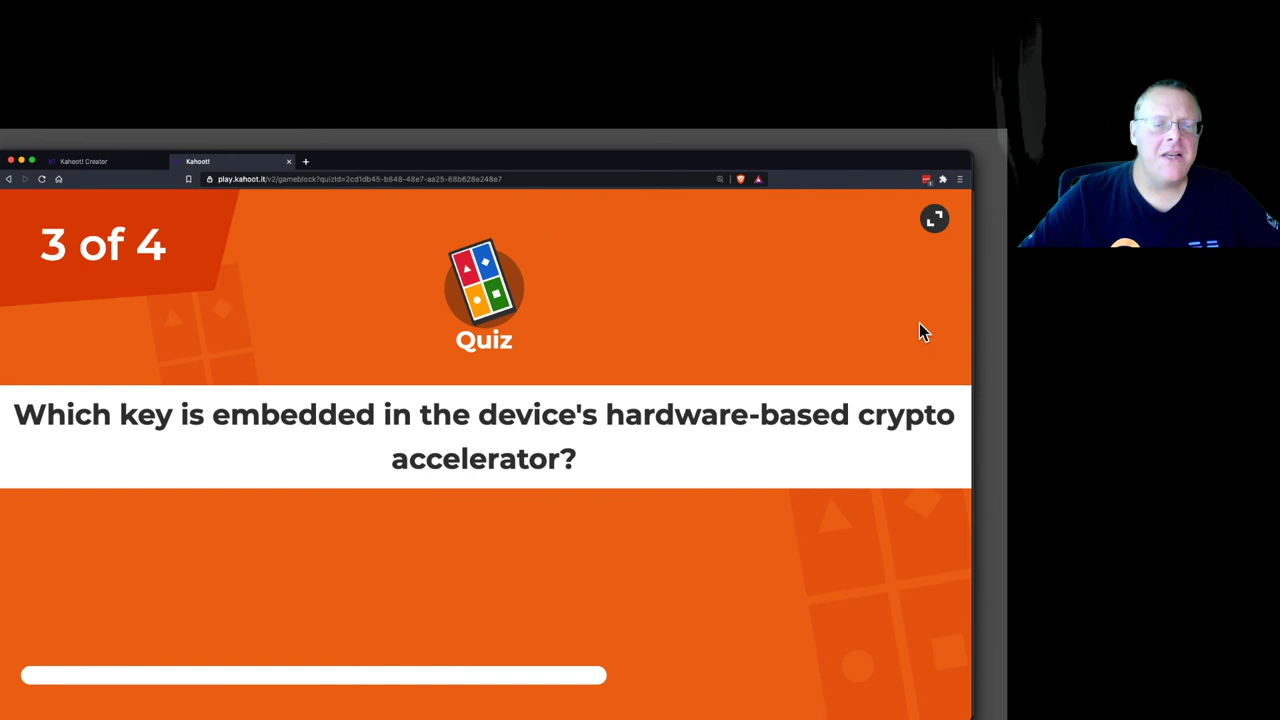 Kahoot! Creator
Kahoot!
play.kahoot.it/v2/gameblock?quizId=2cd1db45-b848-48e7-aa25-68b628e248e7
3 of 4
Quiz
Which key is embedded in the device's hardware-based crypto
accelerator?